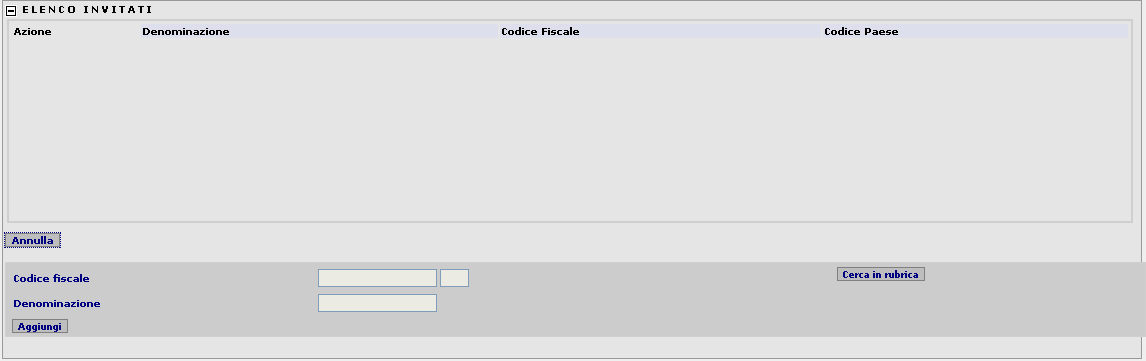 ELENCO INVITATI
Azione Denominazione Codice Fiscale Codice Paese
Annulla
Codice fiscale Cerca in rubrica
Denominazione
Aggiungi